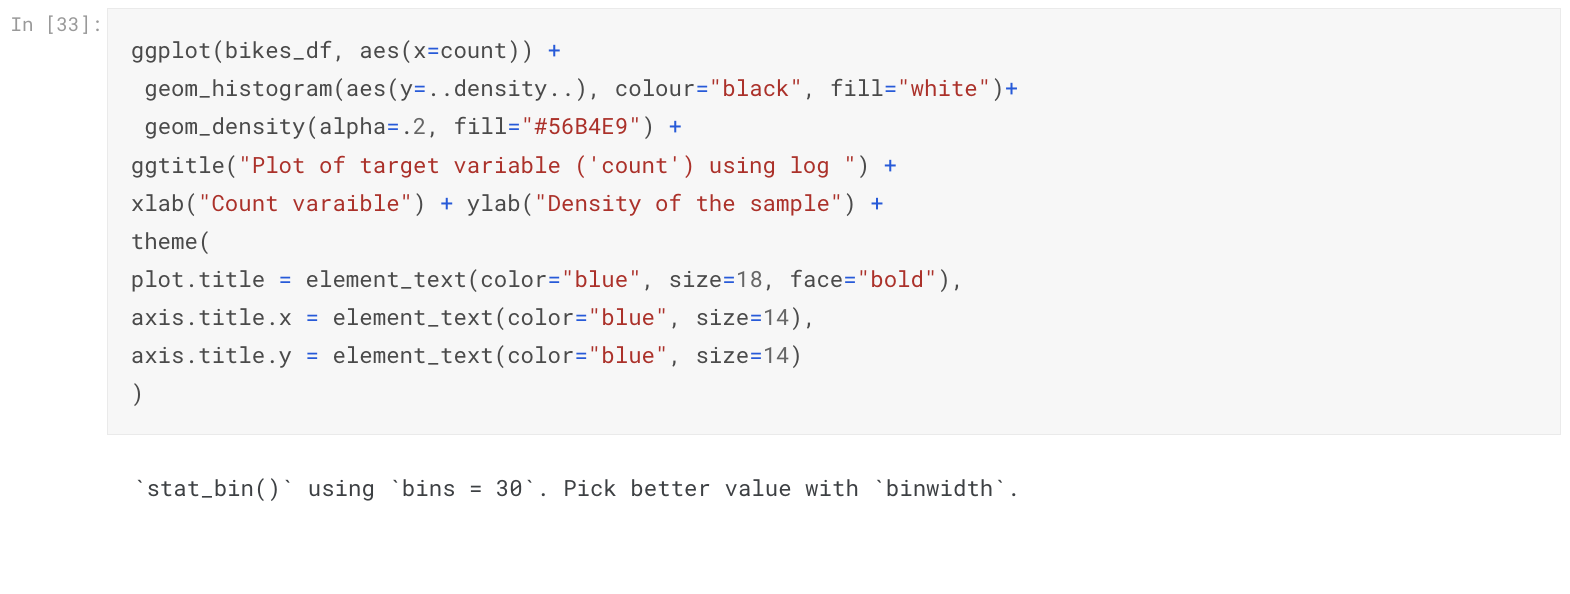 In [33]:
ggplot(bikes_df, aes(x=count)) +
 geom_histogram(aes(y=..density..), colour="black", fill="white")+
 geom_density(alpha=.2, fill="#56B4E9") +
ggtitle("Plot of target variable ('count') using log ") +
xlab("Count varaible") + ylab("Density of the sample") +
theme(
plot.title = element_text(color="blue", size=18, face="bold"),
axis.title.x = element_text(color="blue", size=14),
axis.title.y = element_text(color="blue", size=14)
)
`stat_bin()` using `bins = 30`. Pick better value with `binwidth`.